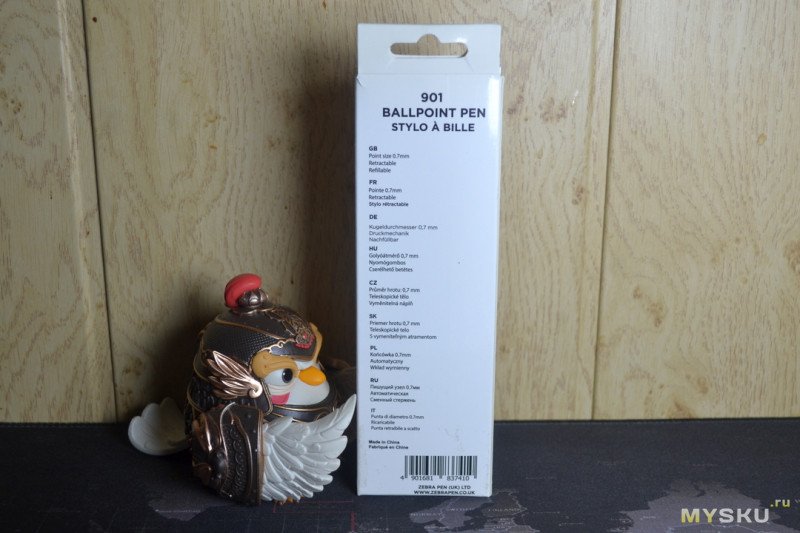 901
BALLPOINT PEN
STYLO À BILLE
GB
Point size 0.7mm
Retractable
Refillable
FR
Pointe 0.7mm
Retractable
Stylo rétractable
DE
Kugeldurchmesser 0,7 mm
Druckmechanik
Nachfüllbar
HU
Golyóátmérő 0,7 mm
Nyomógombos
Cserélhető betétes
CZ
Průměr hrotu: 0,7 mm
Teleskopické tělo
Vyměnitelná náplň
SK
Priemer hrotu: 0,7 mm
Teleskopické telo
S vymeniteľným atramentom
PL
Końcówka 0.7mm
Automatyczny
Wkład wymienny
RU
Пишущий узел 0,7мм
Автоматическая
Сменный стержень
IT
Punta di diametro 0.7mm
Ricaricabile
Punta retraibile a scatto
Made in China
Fabriqué en Chine
4 901681 837410
ZEBRA PEN (UK) LTD
WWW.ZEBRAPEN.CO.UK
MYSKU.ru